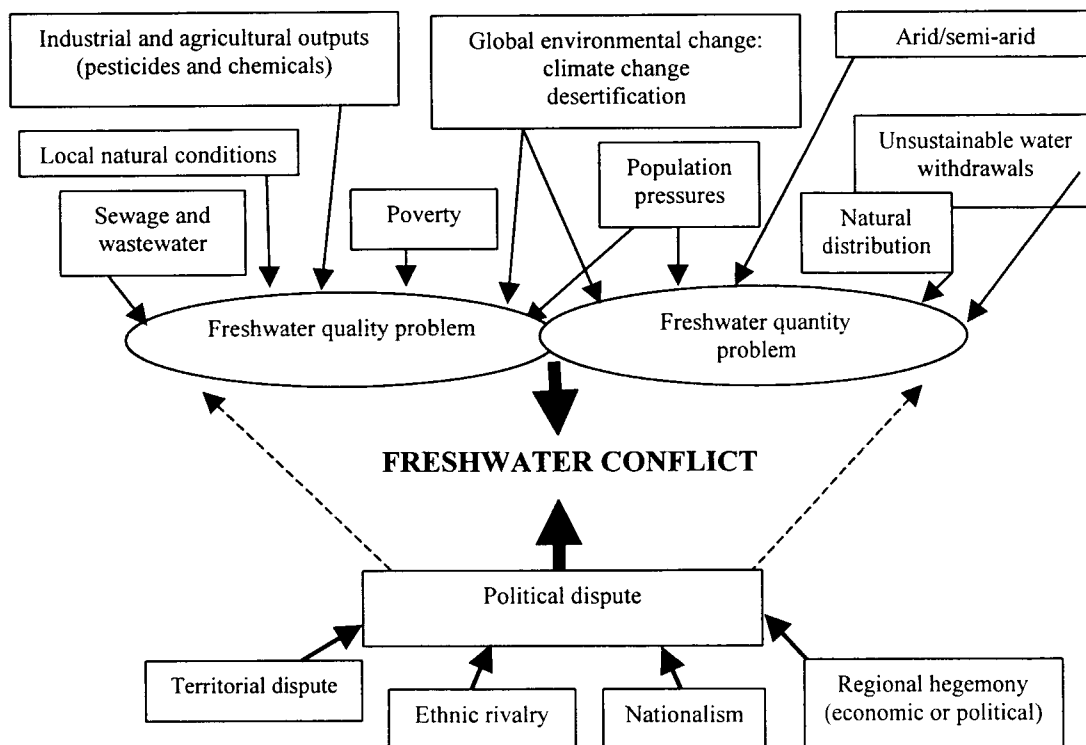 Industrial and agricultural outputs
(pesticides and chemicals)
Global environmental change:
climate change
desertification
Arid/semi-arid
Local natural conditions
Unsustainable water
withdrawals
Population
pressures
Sewage and
wastewater
Poverty
Natural
distribution
Freshwater quality problem
Freshwater quantity
problem
FRESHWATER CONFLICT
Political dispute
Territorial dispute
Ethnic rivalry
Nationalism
Regional hegemony
(economic or political)